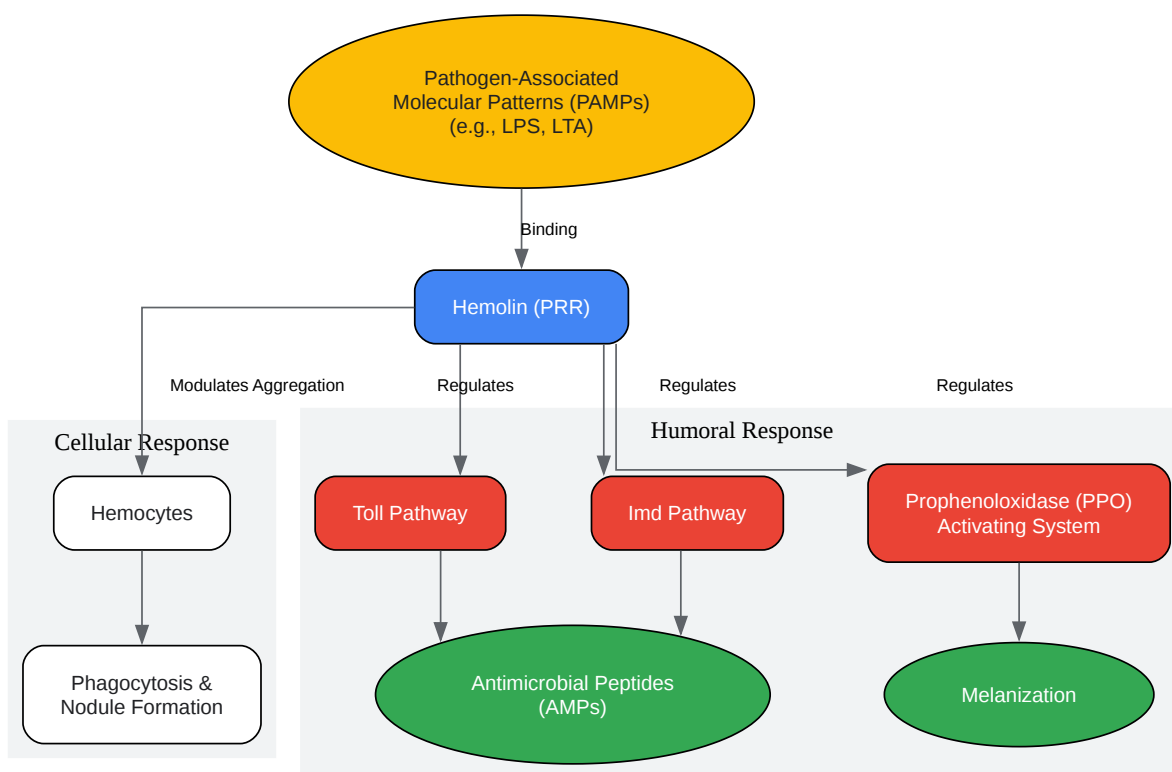 Pathogen-Associated
Molecular Patterns (PAMPs)
(e.g., LPS, LTA)
Binding
Hemolin (PRR)
Modulates Aggregation
Regulates
Regulates
Regulates
Cellular Response
Humoral Response
Hemocytes
Toll Pathway
Imd Pathway
Prophenoloxidase (PPO)
Activating System
Phagocytosis &
Nodule Formation
Antimicrobial Peptides
(AMPs)
Melanization